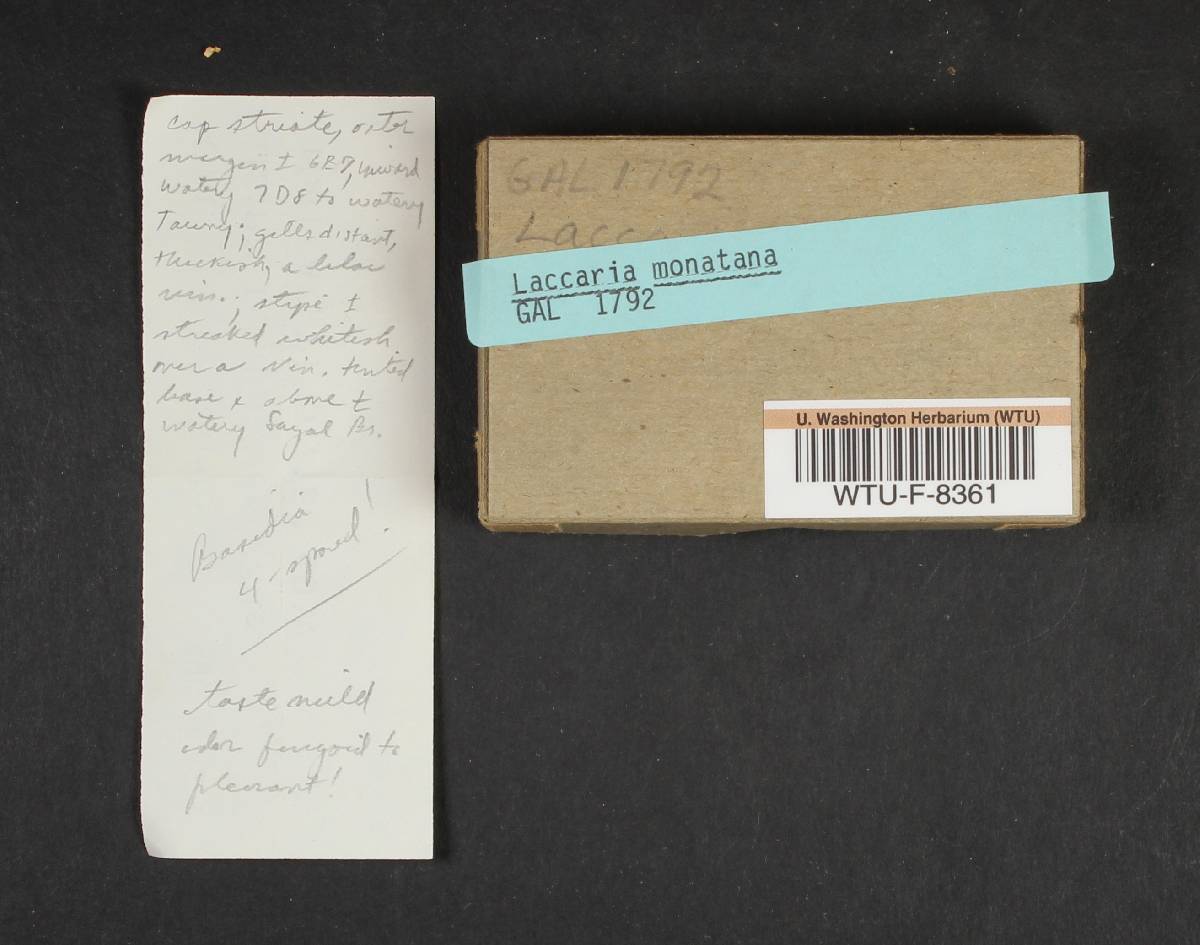 cap striate, outer
margin ± 6E7, inward
watery 7D8 to watery
Tawny; gills distant,
thickish, a lilac
vin.; stipe ±
streaked whitish
over a vin. tinted
base & above ±
watery Sayal Br.
Basidia
4-spored!
taste mild
odor fungoid to
pleasant!
GAL 1792
Lacca
Laccaria monatana
GAL 1792
U. Washington Herbarium (WTU)
WTU-F-8361